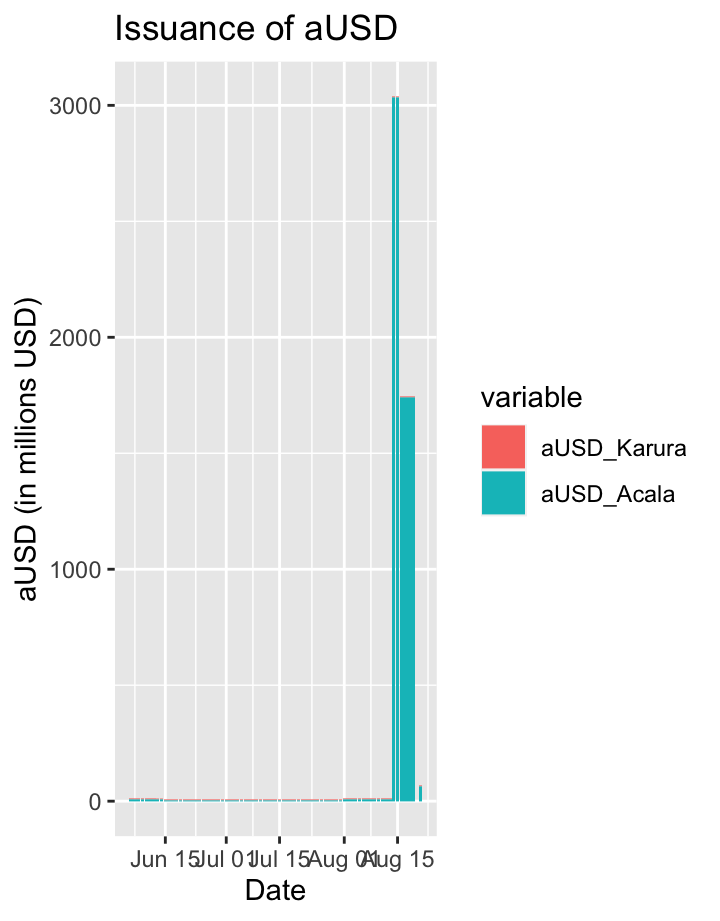 Issuance of aUSD
aUSD (in millions USD)
3000
2000
1000
0
Jun 15
Jul 01
Jul 15
Aug 01
Aug 15
Date
variable
aUSD_Karura
aUSD_Acala